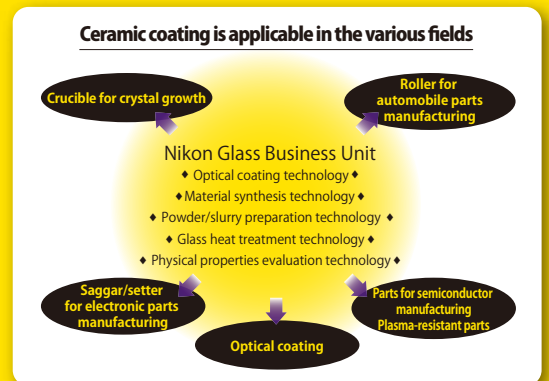 Ceramic coating is applicable in the various fields
Crucible for crystal growth
Roller for
automobile parts
manufacturing
Nikon Glass Business Unit
♦ Optical coating technology ♦
♦ Material synthesis technology ♦
♦ Powder/slurry preparation technology ♦
♦ Glass heat treatment technology ♦
♦ Physical properties evaluation technology ♦
Saggar/setter
for electronic parts
manufacturing
Optical coating
Parts for semiconductor
manufacturing
Plasma-resistant parts